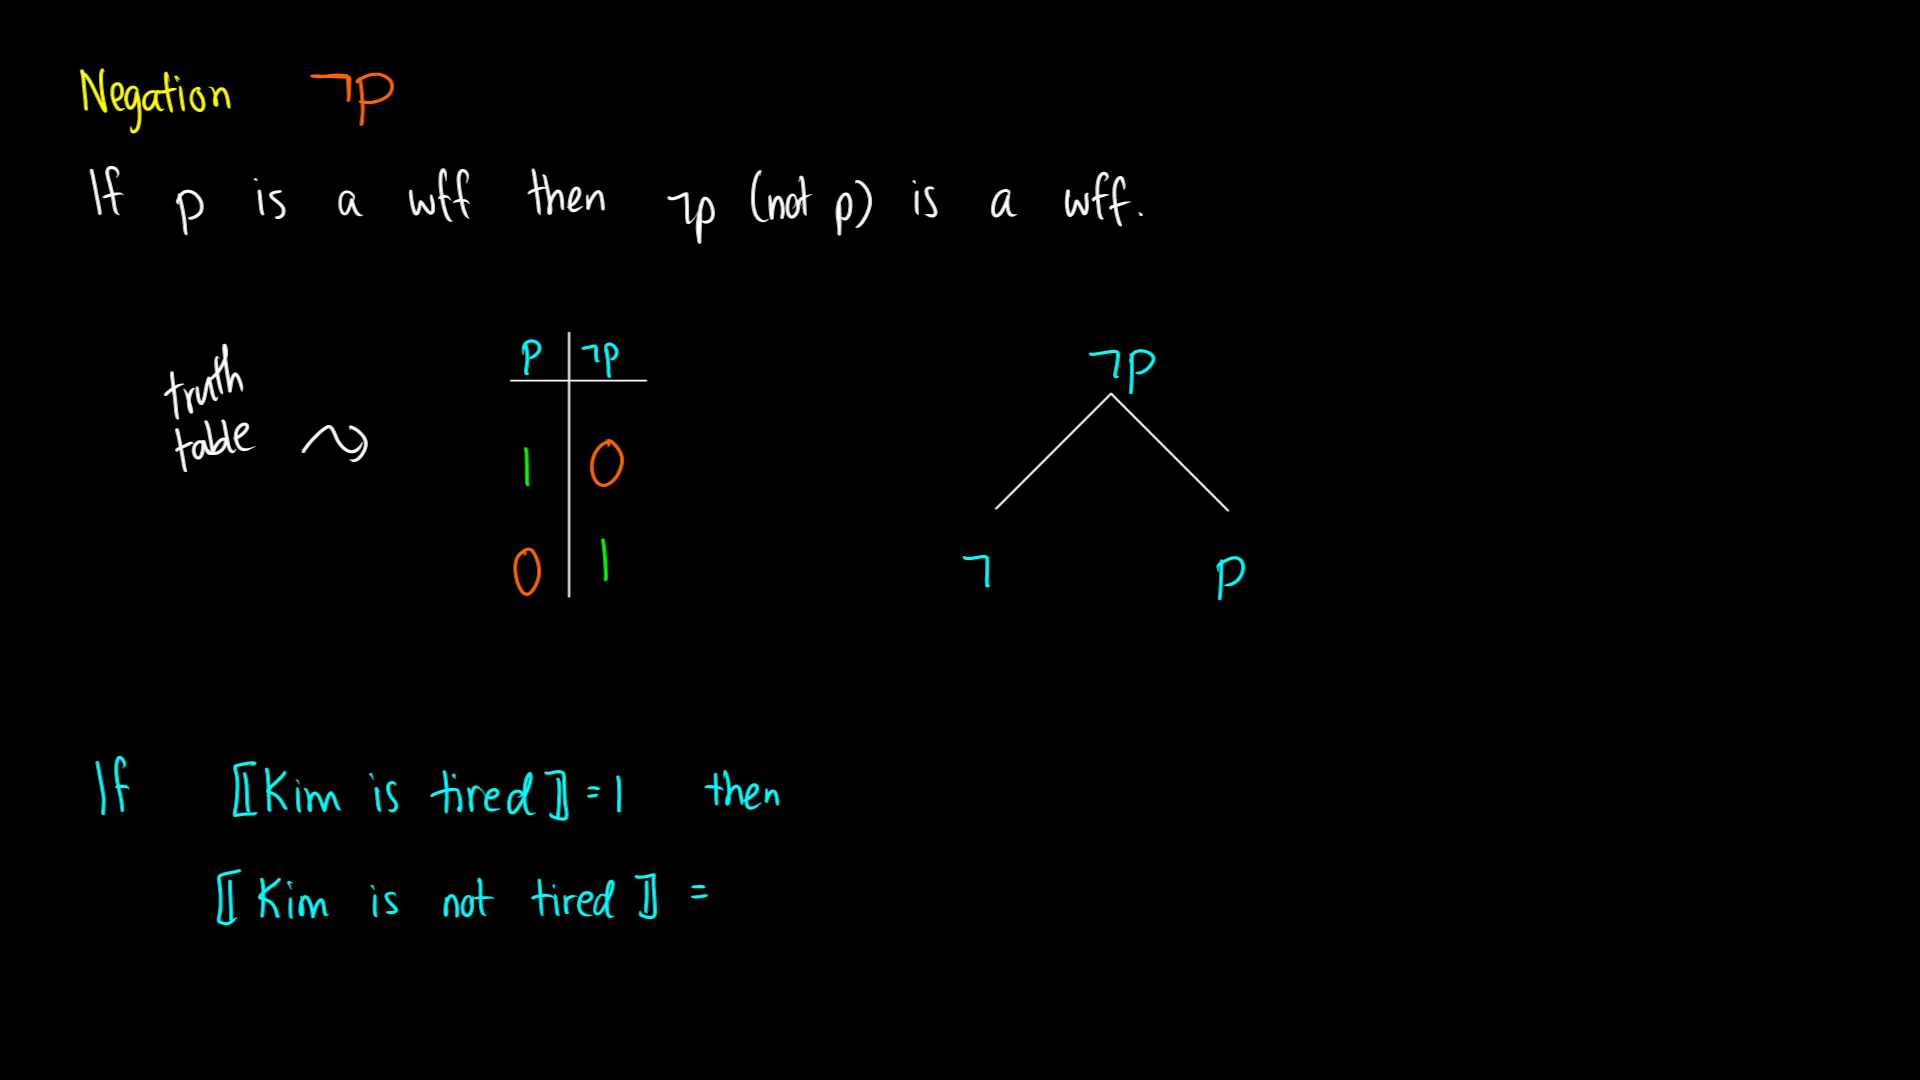 Negation ¬p
If p is a wff then ¬p (not p) is a wff.
truth
table
p ¬p
1 0
0 1
¬p
¬ p
If ⟦Kim is tired⟧=1 then
⟦Kim is not tired⟧ =